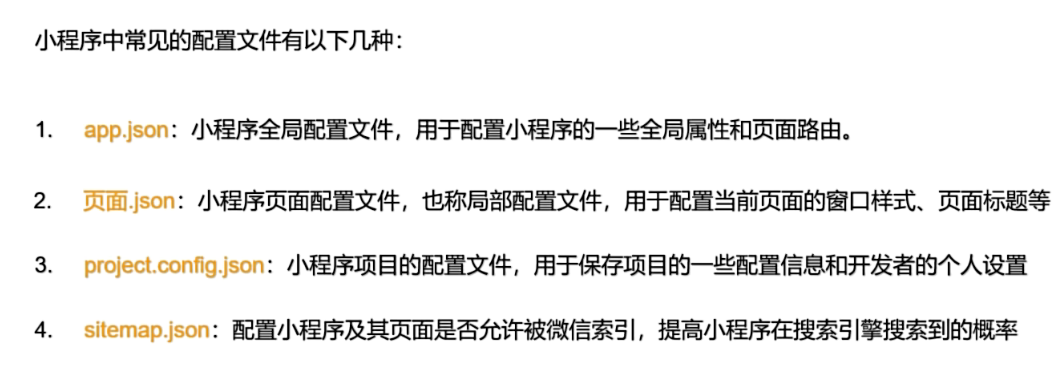 小程序中常见的配置文件有以下几种：
1. app.json：小程序全局配置文件，用于配置小程序的一些全局属性和页面路由。
2. 页面.json：小程序页面配置文件，也称局部配置文件，用于配置当前页面的窗口样式、页面标题等
3. project.config.json：小程序项目的配置文件，用于保存项目的一些配置信息和开发者的个人设置
4. sitemap.json：配置小程序及其页面是否允许被微信索引，提高小程序在搜索引擎搜索到的概率